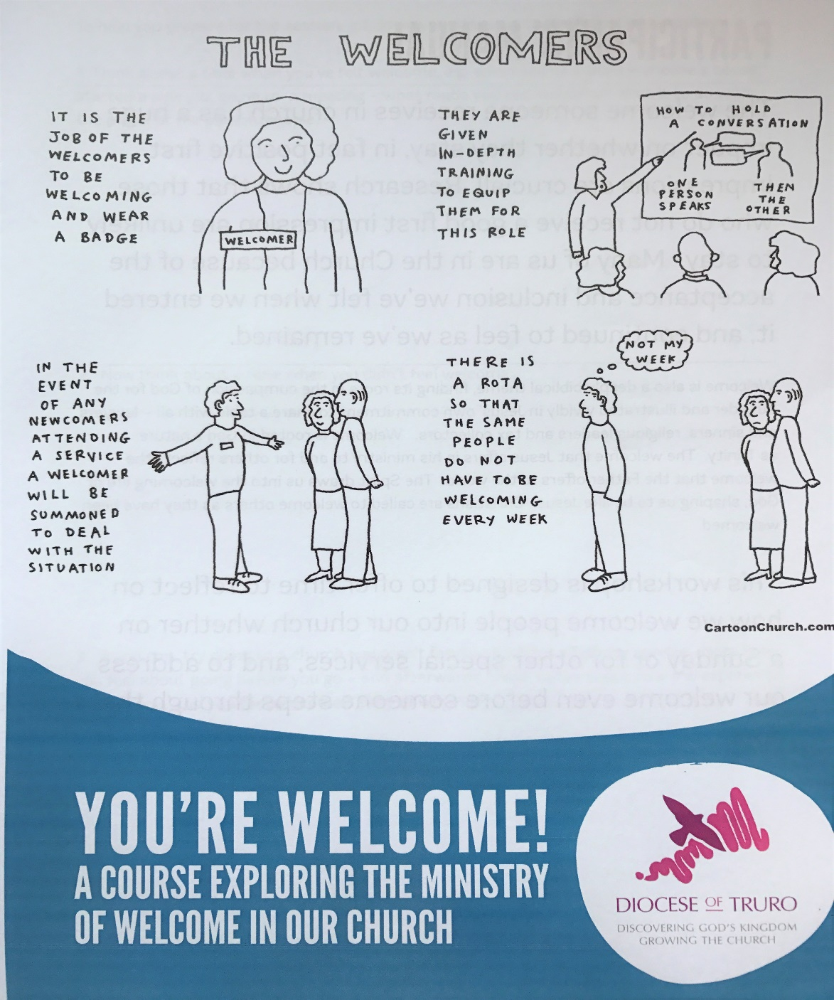 THE WELCOMERS
IT IS THE
JOB OF THE
WELCOMERS
TO BE
WELCOMING
AND WEAR
A BADGE
WELCOMER
THEY ARE
GIVEN
IN-DEPTH
TRAINING
TO EQUIP
THEM FOR
THIS ROLE
HOW TO HOLD
A CONVERSATION
ONE
PERSON
SPEAKS
THEN
THE
OTHER
IN THE
EVENT
OF ANY
NEWCOMERS
ATTENDING
A SERVICE
A WELCOMER
WILL BE
SUMMONED
TO DEAL
WITH THE
SITUATION
THERE IS
A ROTA
SO THAT
THE SAME
PEOPLE
DO NOT
HAVE TO BE
WELCOMING
EVERY WEEK
NOT MY
WEEK
CartoonChurch.com
YOU'RE WELCOME!
A COURSE EXPLORING THE MINISTRY
OF WELCOME IN OUR CHURCH
DIOCESE OF TRURO
DISCOVERING GOD'S KINGDOM
GROWING THE CHURCH